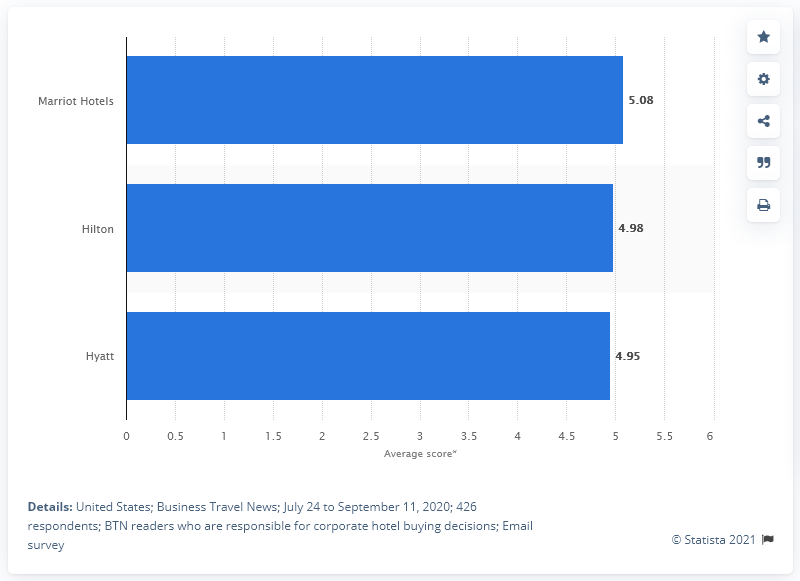 Marriot Hotels
5.08
Hilton
4.98
Hyatt
4.95
0 0.5 1 1.5 2 2.5 3 3.5 4 4.5 5 5.5 6
Average score*
Details: United States; Business Travel News; July 24 to September 11, 2020; 426
respondents; BTN readers who are responsible for corporate hotel buying decisions; Email
survey
© Statista 2021